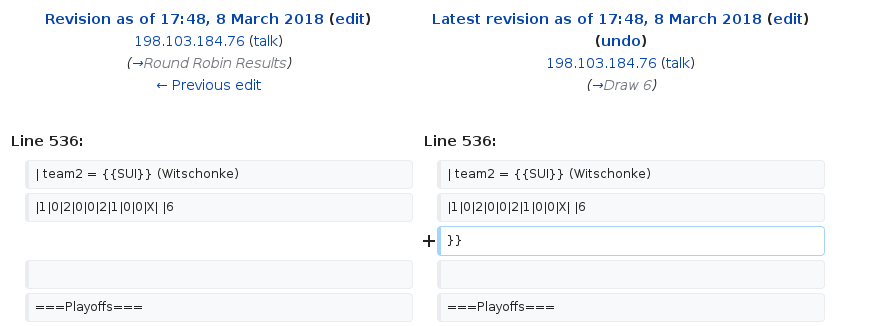 Revision as of 17:48, 8 March 2018 (edit)
198.103.184.76 (talk)
(→Round Robin Results)
← Previous edit
Latest revision as of 17:48, 8 March 2018 (edit)
(undo)
198.103.184.76 (talk)
(→Draw 6)
Line 536:
Line 536:
| team2 = {{SUI}} (Witschonke)
| team2 = {{SUI}} (Witschonke)
|1|0|2|0|0|2|1|0|0|X| |6
|1|0|2|0|0|2|1|0|0|X| |6
+ }}
===Playoffs===
===Playoffs===